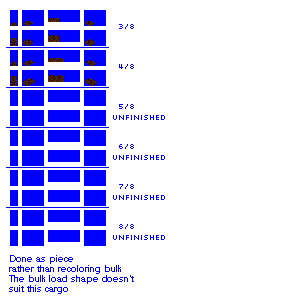 3/8
4/8
5/8
UNFINISHED
6/8
UNFINISHED
7/8
UNFINISHED
8/8
UNFINISHED
Done as piece
rather than recoloring bulk
The bulk load shape doesn't
suit this cargo